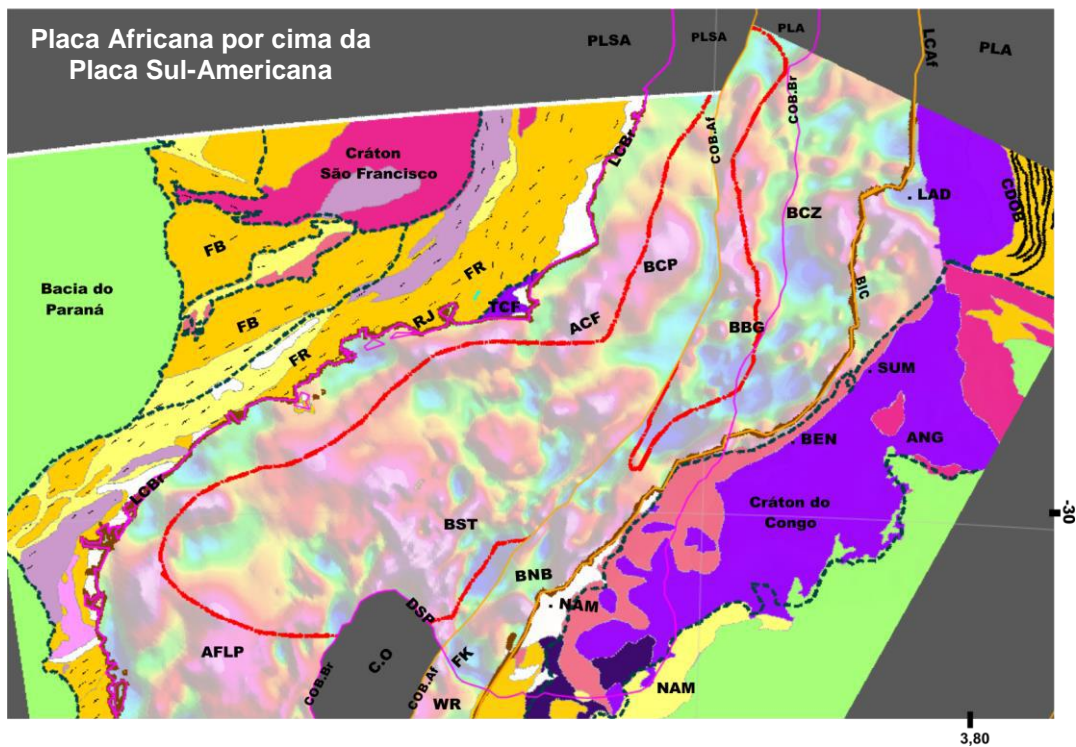 Placa Africana por cima da
Placa Sul-Americana
PLSA
PLSA
PLA
PLA
LCAf
COB.Br
COB.Af
LCBr
Cráton
São Francisco
LAD
CDOB
BCZ
FB
FR
BCP
Bacia do
Paraná
TCF
BIC
RJ
ACF
FB
BBG
FR
SUM
BEN
ANG
LCBr
Cráton do
Congo
-30
BST
BNB
NAM
DSP
AFLP
C.O
FK
COB.Br
COB.Af
WR
NAM
3,80